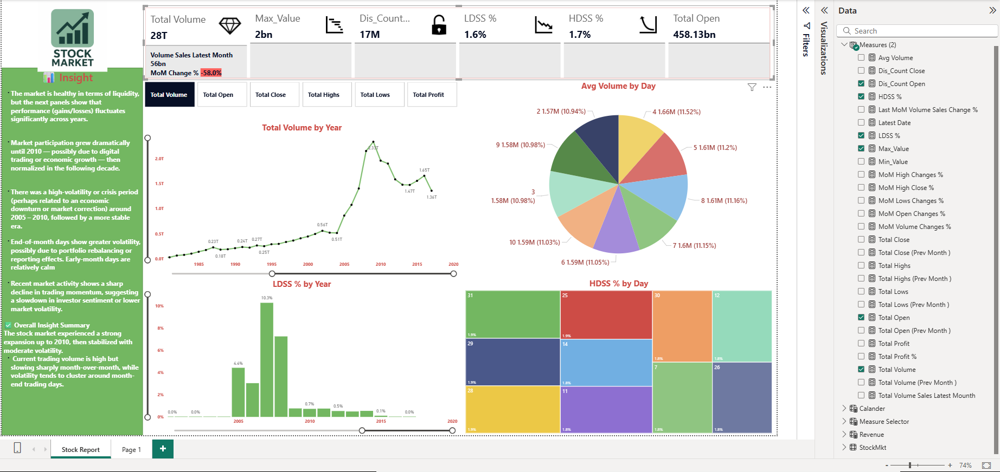 STOCK
MARKET
Insight
The market is healthy in terms of liquidity,
but the next panels show that
performance (gains/losses) fluctuates
significantly across years.
Market participation grew dramatically
until 2010 — possibly due to digital
trading or economic growth — then
normalized in the following decade.
There was a high-volatility or crisis period
(perhaps related to an economic
downturn or market correction) around
2005 – 2010, followed by a more stable
era.
End-of-month days show greater volatility,
possibly due to portfolio rebalancing or
reporting effects. Early-month days are
relatively calm
Recent market activity shows a sharp
decline in trading momentum, suggesting
a slowdown in investor sentiment or lower
market volatility.
✅ Overall Insight Summary
The stock market experienced a strong
expansion up to 2010, then stabilized with
moderate volatility.
Current trading volume is high but
slowing sharply month-over-month, while
volatility tends to cluster around month-
end trading days.
Total Volume
28T
Max_Value
2bn
Dis_Count...
17M
LDSS %
1.6%
HDSS %
1.7%
Total Open
458.13bn
Volume Sales Latest Month
56bn
MoM Change % -58.0%
Total Volume
Total Open
Total Close
Total Highs
Total Lows
Total Profit
Total Volume by Year
2.0T
1.5T
1.0T
0.5T
0.0T
0.23T
0.18T
0.24T
0.27T
0.25T
0.56T
0.51T
2.33T
1.47T
1.65T
1.36T
1985
1990
1995
2000
2005
2010
2015
2020
Avg Volume by Day
2 1.57M (10.94%)
4 1.66M (11.52%)
9 1.58M (10.98%)
5 1.61M (11.2%)
3
1.58M (10.98%)
8 1.61M (11.16%)
10 1.59M (11.03%)
7 1.6M (11.15%)
6 1.59M (11.05%)
LDSS % by Year
10%
8%
6%
4%
2%
0%
0.0%
0.0%
4.4%
10.3%
0.7%
0.5%
0.1%
0.0%
2005
2010
2015
2020
HDSS % by Day
31
1.9%
29
1.9%
28
1.9%
25
1.9%
14
1.8%
11
1.8%
30
1.8%
12
1.8%
7
1.8%
26
1.8%
Filters
Visualizations
Data
Search
Measures (2)
Avg Volume
Dis_Count Close
Dis_Count Open
HDSS %
Last MoM Volume Sales Change %
Latest Date
LDSS %
Max_Value
Min_Value
MoM High Changes %
MoM High Close %
MoM Lows Changes %
MoM Open Changes %
MoM Volume Changes %
Total Close
Total Close (Prev Month )
Total Highs
Total Highs (Prev Month )
Total Lows
Total Lows (Prev Month )
Total Open
Total Open (Prev Month )
Total Profit
Total Profit %
Total Volume
Total Volume (Prev Month )
Total Volume Sales Latest Mounth
Calander
Measure Selector
Revenue
StockMkt
Stock Report
Page 1
+
- + 74%